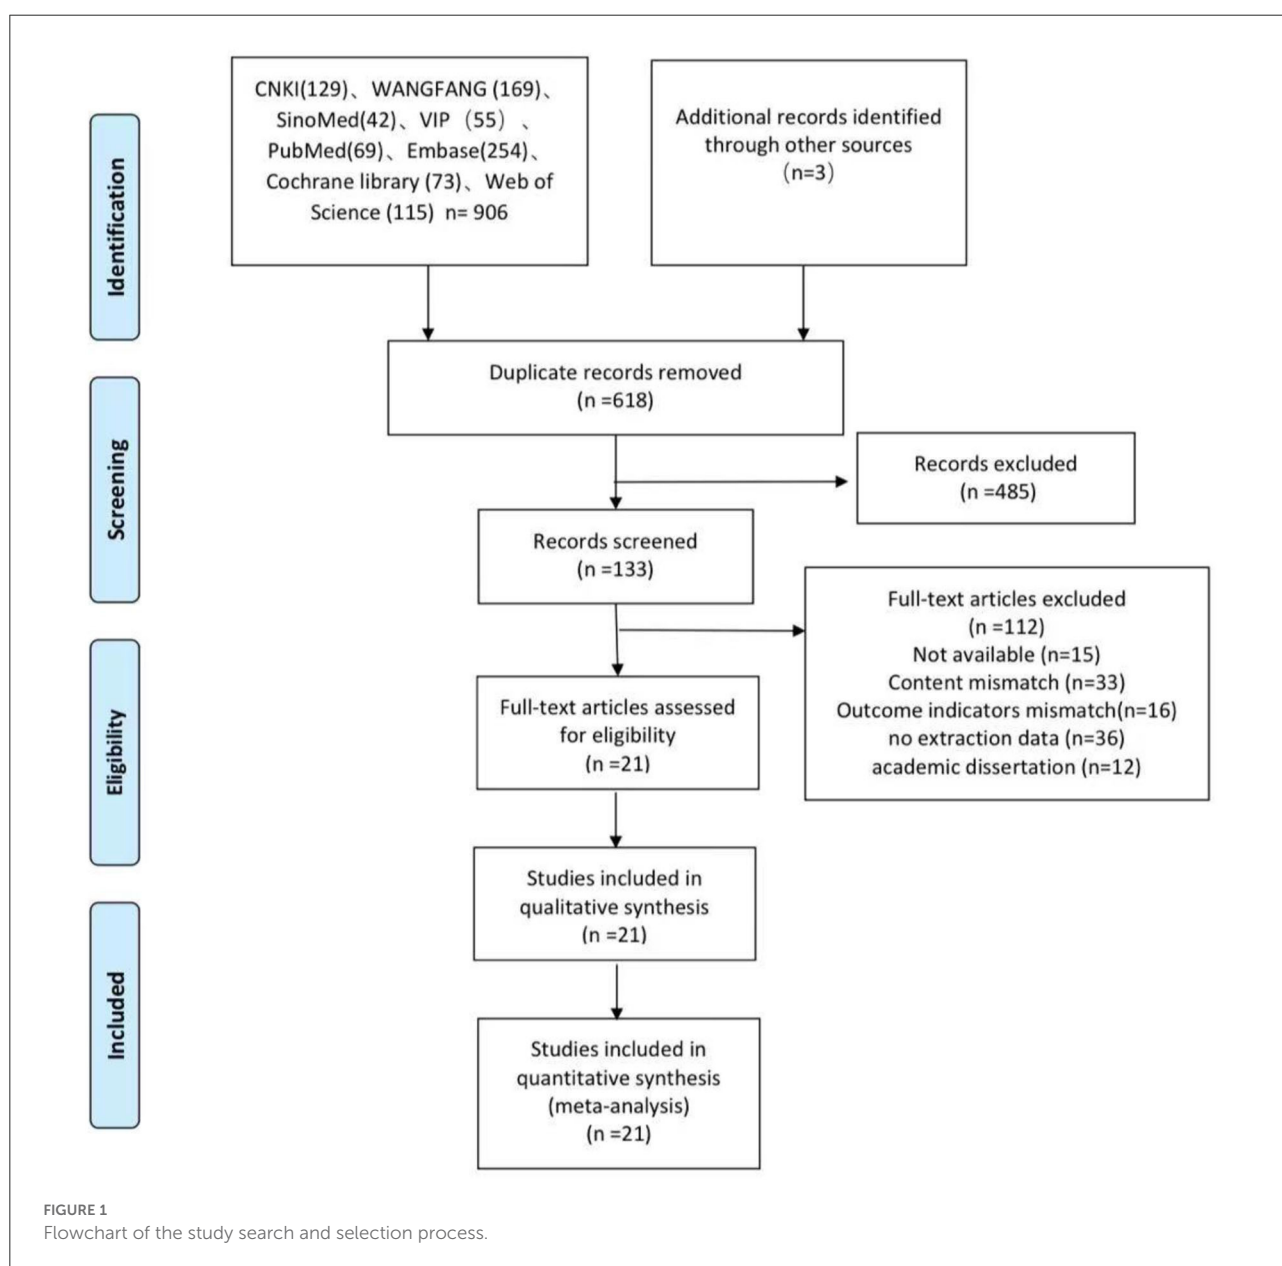 CNKI(129)、WANGFANG (169)、
SinoMed(42)、VIP （55）、
PubMed(69)、Embase(254)、
Cochrane library (73)、Web of
Science (115) n= 906
Additional records identified
through other sources
(n=3）
Identification
Duplicate records removed
(n =618)
Records excluded
(n =485)
Screening
Records screened
(n =133)
Full-text articles excluded
(n =112)
Not available (n=15)
Content mismatch (n=33)
Outcome indicators mismatch(n=16)
no extraction data (n=36)
academic dissertation (n=12)
Eligibility
Full-text articles assessed
for eligibility
(n =21)
Studies included in
qualitative synthesis
(n =21)
Included
Studies included in
quantitative synthesis
(meta-analysis)
(n =21)
FIGURE 1
Flowchart of the study search and selection process.